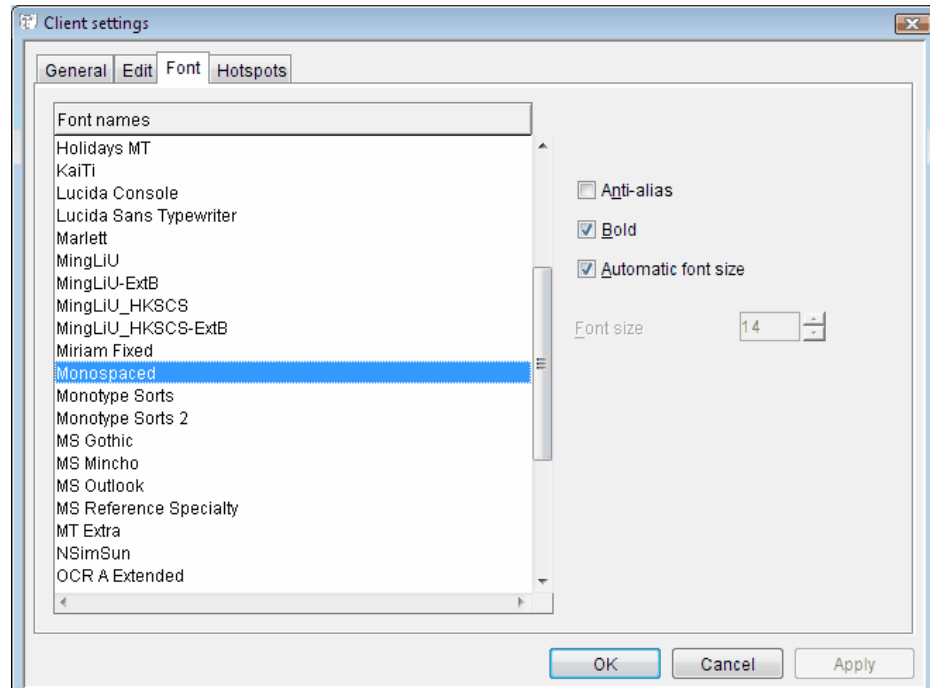 Client settings
General Edit Font Hotspots
Font names
Holidays MT
KaiTi
Lucida Console
Lucida Sans Typewriter
Marlett
MingLiU
MingLiU-ExtB
MingLiU_HKSCS
MingLiU_HKSCS-ExtB
Miriam Fixed
Monospaced
Monotype Sorts
Monotype Sorts 2
MS Gothic
MS Mincho
MS Outlook
MS Reference Specialty
MT Extra
NSimSun
OCR A Extended
Anti-alias
Bold
Automatic font size
Font size 14
OK Cancel Apply